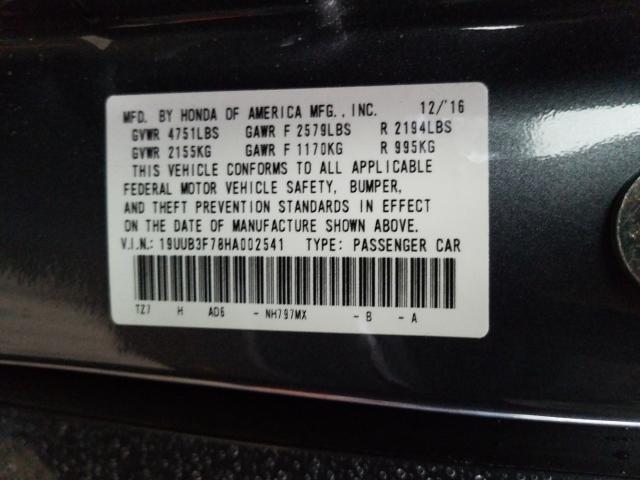 MFD. BY HONDA OF AMERICA MFG., INC. 12/'16
GVWR 4751LBS GAWR F 2579LBS R 2194LBS
GVWR 2155KG GAWR F 1170KG R 995KG
THIS VEHICLE CONFORMS TO ALL APPLICABLE
FEDERAL MOTOR VEHICLE SAFETY, BUMPER,
AND THEFT PREVENTION STANDARDS IN EFFECT
ON THE DATE OF MANUFACTURE SHOWN ABOVE.
V.I.N.: 19UUB3F78HA002541 TYPE: PASSENGER CAR
TZ7 H AD6 - NH797MX - B - A